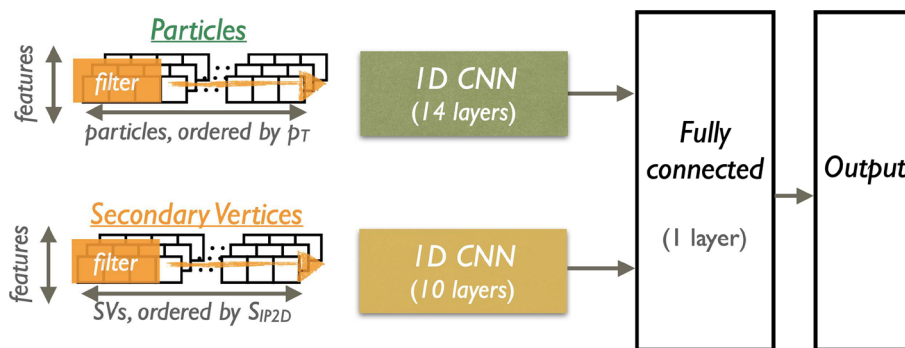 Particles
features
filter
particles, ordered by pT
1D CNN
(14 layers)
Secondary Vertices
features
filter
SVs, ordered by SIP2D
1D CNN
(10 layers)
Fully
connected
(1 layer)
Output